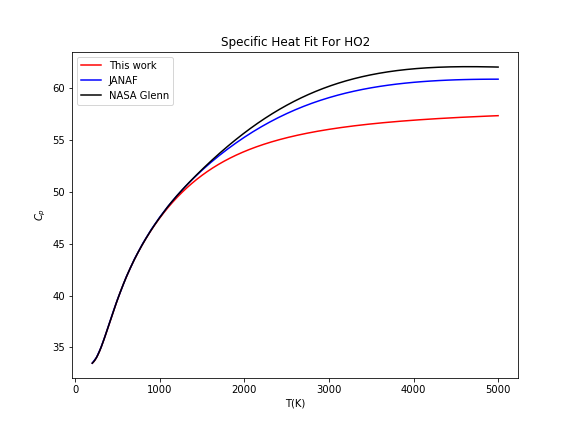 Specific Heat Fit For HO2
This work
JANAF
NASA Glenn
60
55
50
45
40
35
C_p
0
1000
2000
3000
4000
5000
T(K)